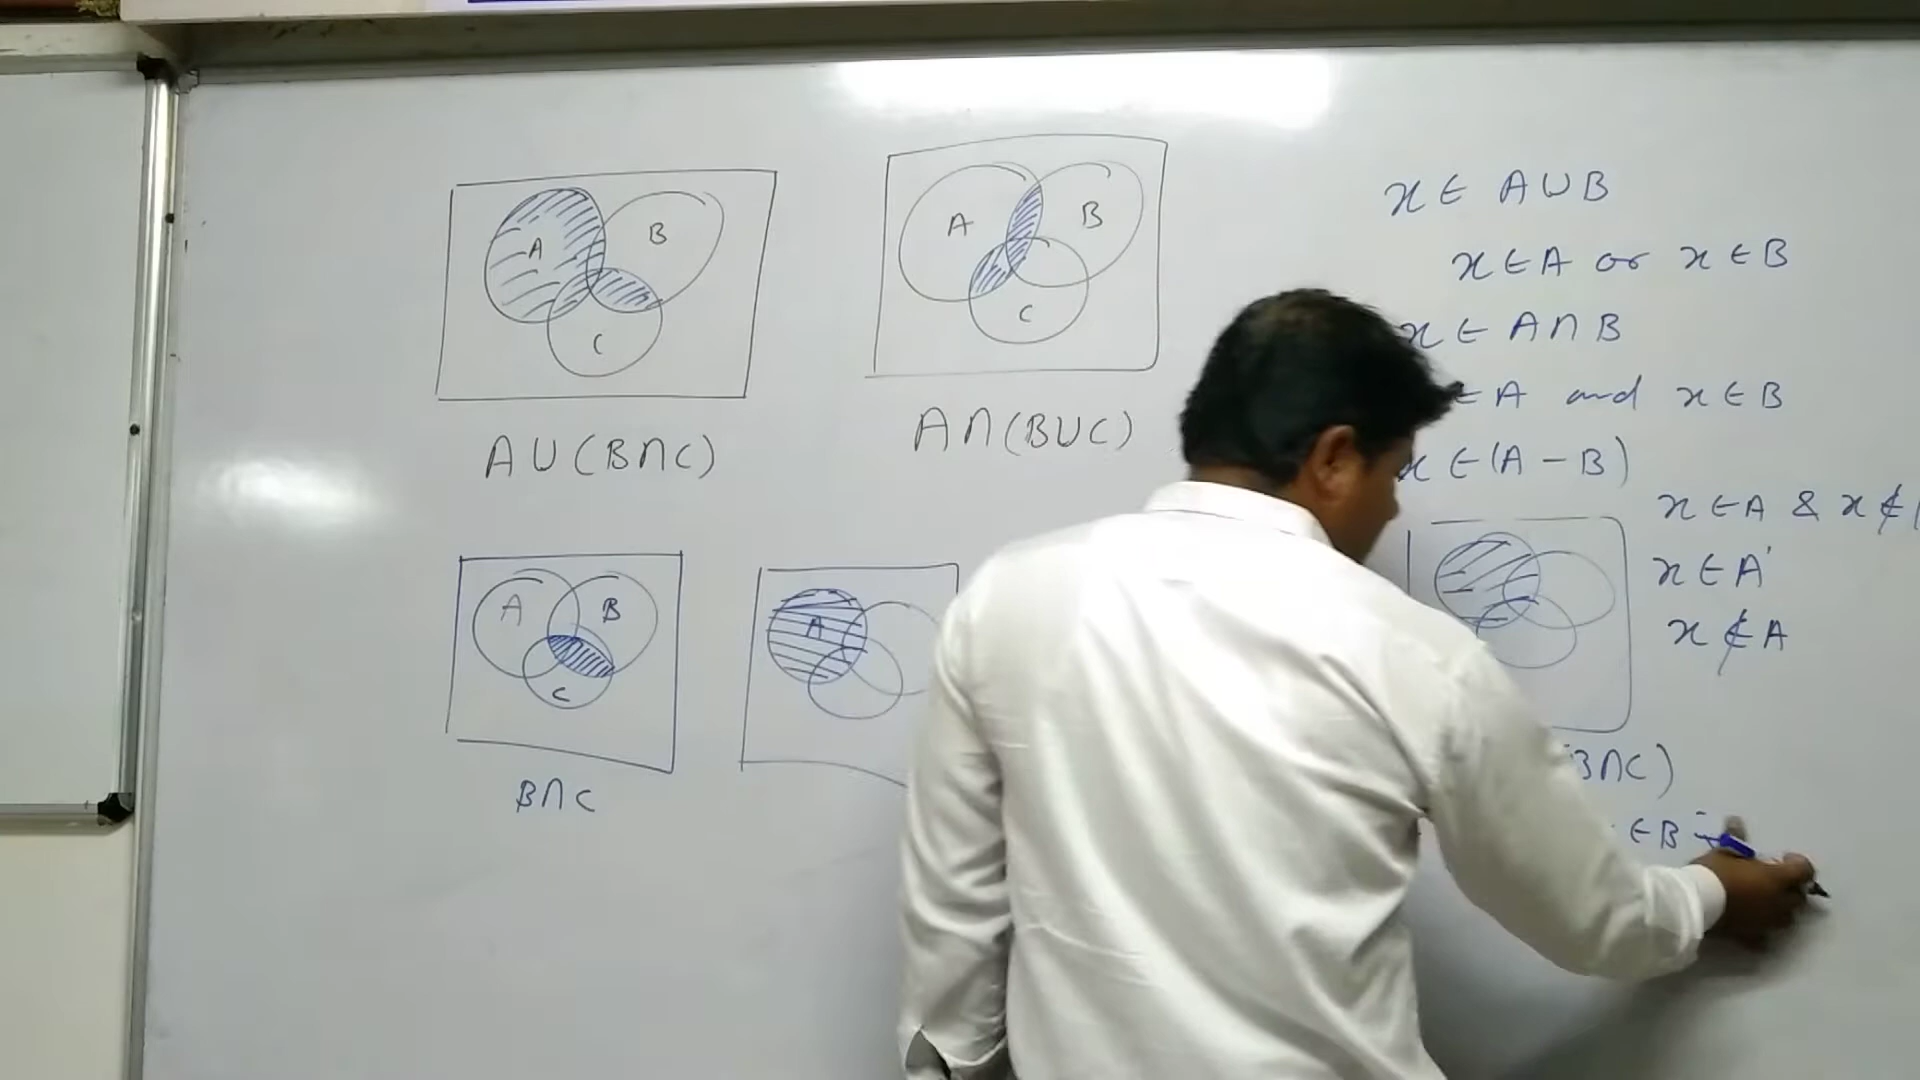 A B C
A U (B ∩ C)
A B C
A ∩ (B U C)
A B C
B ∩ C
A
x ∈ A U B
x ∈ A or x ∈ B
x ∈ A ∩ B
∈ A and x ∈ B
x ∈ (A - B)
x ∈ A & x ∉
x ∈ A'
x ∉ A
B ∩ C)
∈ B